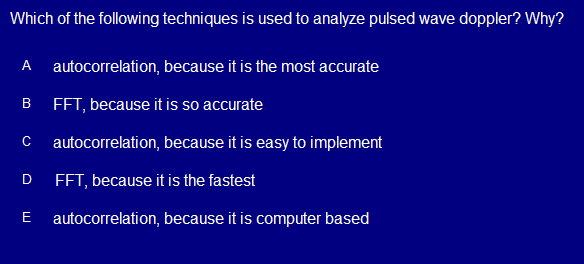 Which of the following techniques is used to analyze pulsed wave doppler? Why?
A autocorrelation, because it is the most accurate
B FFT, because it is so accurate
C autocorrelation, because it is easy to implement
D FFT, because it is the fastest
E autocorrelation, because it is computer based